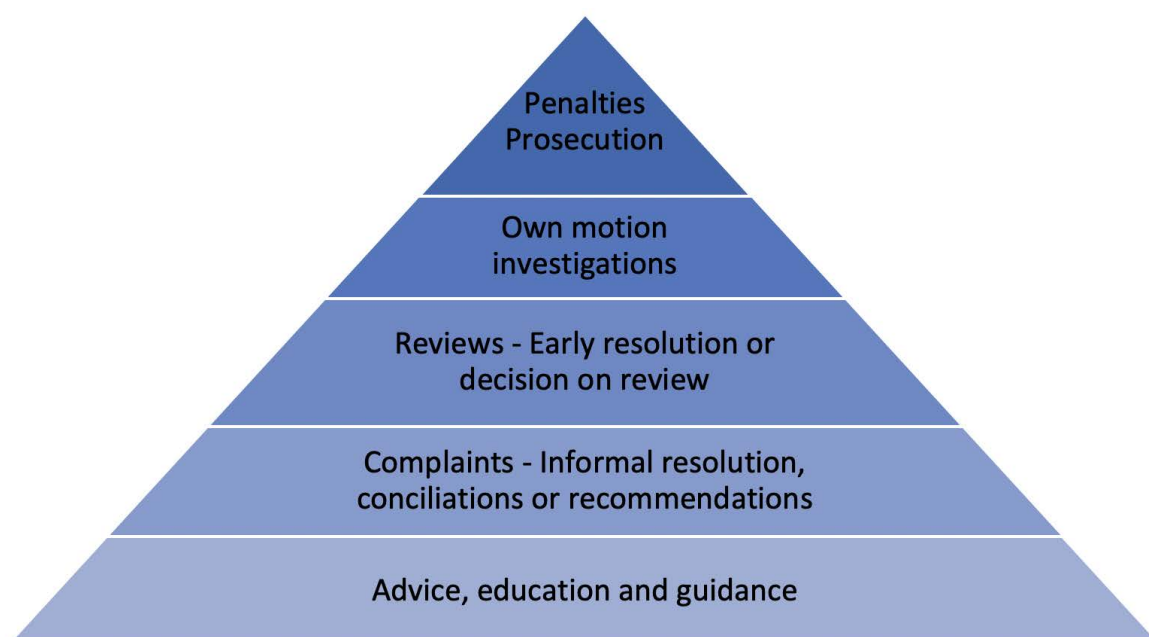 Penalties
Prosecution
Own motion
investigations
Reviews - Early resolution or
decision on review
Complaints - Informal resolution,
conciliations or recommendations
Advice, education and guidance